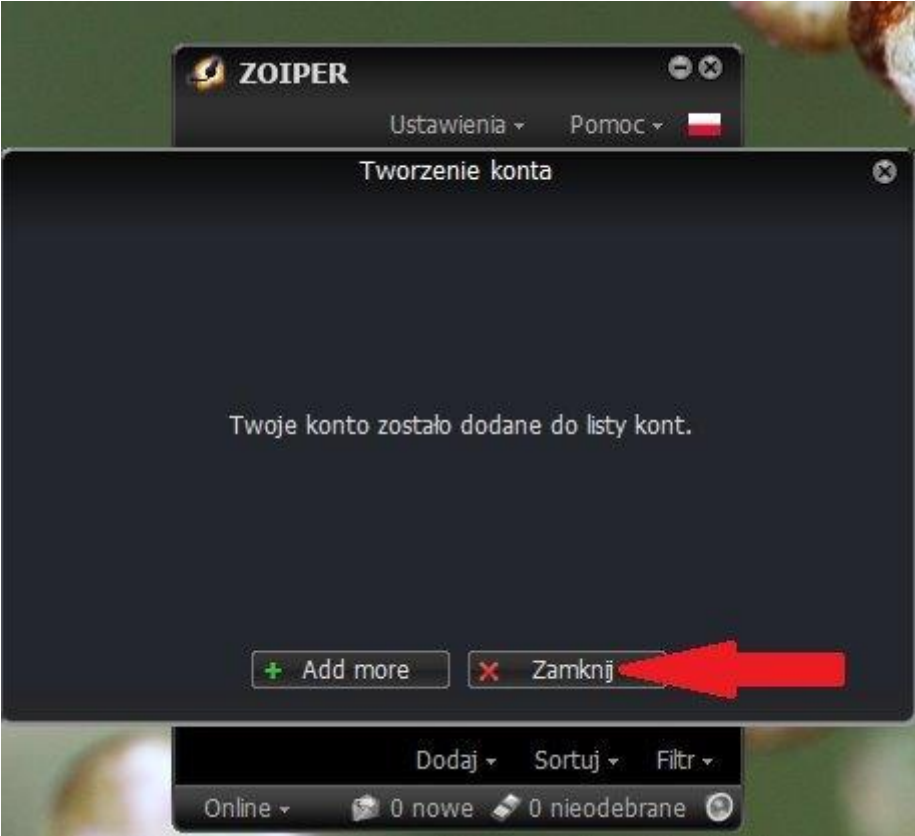 ZOIPER
Ustawienia Pomoc
Tworzenie konta
Twoje konto zostało dodane do listy kont.
Add more Zamknij
Dodaj Sortuj Filtr
Online 0 nowe 0 nieodebrane